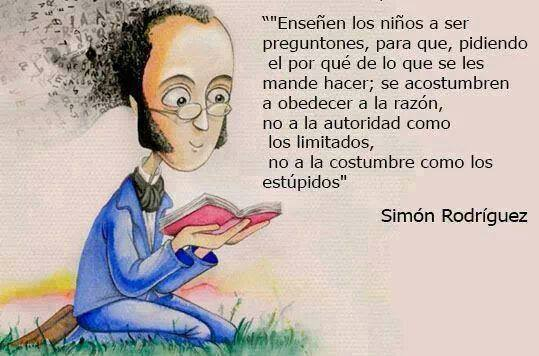 “"Enseñen los niños a ser
preguntones, para que, pidiendo
el por qué de lo que se les
mande hacer; se acostumbren
a obedecer a la razón,
no a la autoridad como
los limitados,
no a la costumbre como los
estúpidos"
Simón Rodríguez